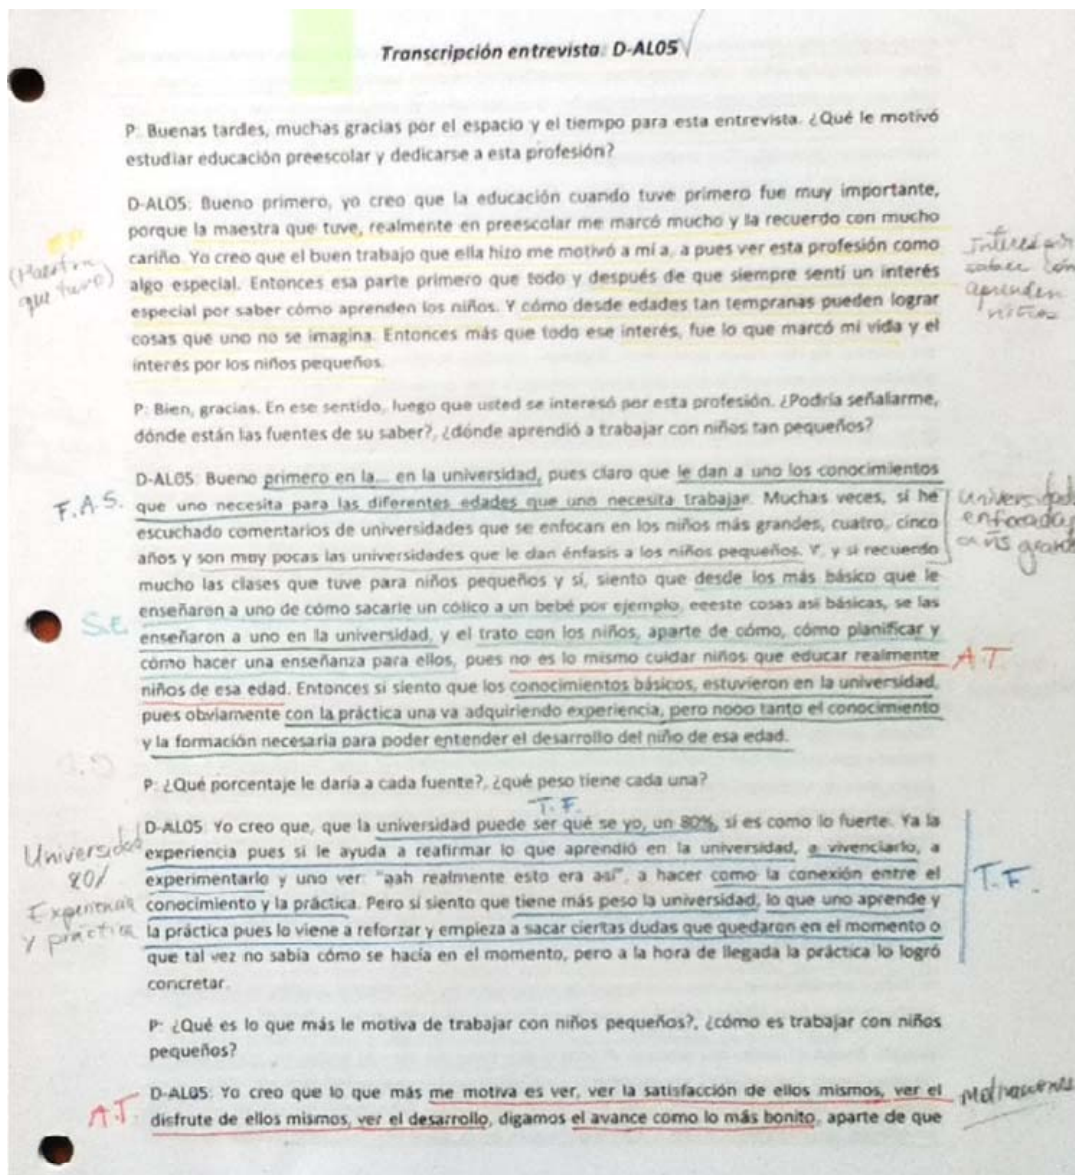 Transcripción entrevista: D-AL05 √
P: Buenas tardes, muchas gracias por el espacio y el tiempo para esta entrevista. ¿Qué le motivó
estudiar educación preescolar y dedicarse a esta profesión?
D-AL05: Bueno primero, yo creo que la educación cuando tuve primero fue muy importante,
porque la maestra que tuve, realmente en preescolar me marcó mucho y lla recuerdo con mucho
cariño. Yo creo que el buen trabajo que ella hizo me motivó a mí a, a pues ver esta profesión como
algo especial. Entonces esa parte primero que todo y después de que siempre sentí un interés
especial por saber cómo aprenden los niños. Y cómo desde edades tan tempranas pueden lograr
cosas que uno no se imagina. Entonces más que todo ese interés, fue lo que marcó mi vida y el
interés por los niños pequeños.
(Maestra
que tuvo)
Interés por
saber cómo
aprenden
niños
P: Bien, gracias. En ese sentido, luego que usted se interesó por esta profesión. ¿Podría señalarme,
dónde están las fuentes de su saber?, ¿dónde aprendió a trabajar con niños tan pequeños?
D-AL05: Bueno primero en la... en la universidad, pues claro que le dan a uno los conocimientos
que uno necesita para las diferentes edades que uno necesita trabajar. Muchas veces, sí he
escuchado comentarios de universidades que se enfocan en los niños más grandes, cuatro, cinco
años y son muy pocas las universidades que le dan énfasis a los niños pequeños. Y, y si recuerdo
mucho las clases que tuve para niños pequeños y sí, siento que desde los más básico que le
enseñaron a uno de cómo sacarle un cólico a un bebé por ejemplo, eeeste cosas así básicas, se las
enseñaron a uno en la universidad, y el trato con los niños, aparte de cómo, cómo planificar y
cómo hacer una enseñanza para ellos, pues no es lo mismo cuidar niños que educar realmente
niños de esa edad. Entonces si siento que los conocimientos básicos, estuvieron en la universidad,
pues obviamente con la práctica una va adquiriendo experiencia, pero nooo tanto el conocimiento
y la formación necesaria para poder entender el desarrollo del niño de esa edad.
F.A.S.
S.E.
Universidad
enfocada
grande
A.T.
P: ¿Qué porcentaje le daría a cada fuente?, ¿qué peso tiene cada una?
T.F.
D-AL05: Yo creo que, que la universidad puede ser qué se yo, un 80%, sí es como lo fuerte. Ya la
experiencia pues si le ayuda a reafirmar lo que aprendió en la universidad, a vivenciarlo, a
experimentarlo y uno ver: "aah realmente esto era así", a hacer como la conexión entre el
conocimiento y la práctica. Pero sí siento que tiene más peso la universidad, lo que uno aprende y
la práctica pues lo viene a reforzar y empieza a sacar ciertas dudas que quedaron en el momento o
que tal vez no sabía cómo se hacía en el momento, pero a la hora de llegada la práctica lo logró
concretar.
Universidad
80%
Experiencia
y práctica
T.F.
P: ¿Qué es lo que más le motiva de trabajar con niños pequeños?, ¿cómo es trabajar con niños
pequeños?
D-AL05: Yo creo que lo que más me motiva es ver, ver la satisfacción de ellos mismos, ver el
disfrute de ellos mismos, ver el desarrollo, digamos el avance como lo más bonito, aparte de que
A.T.
Motivaciones